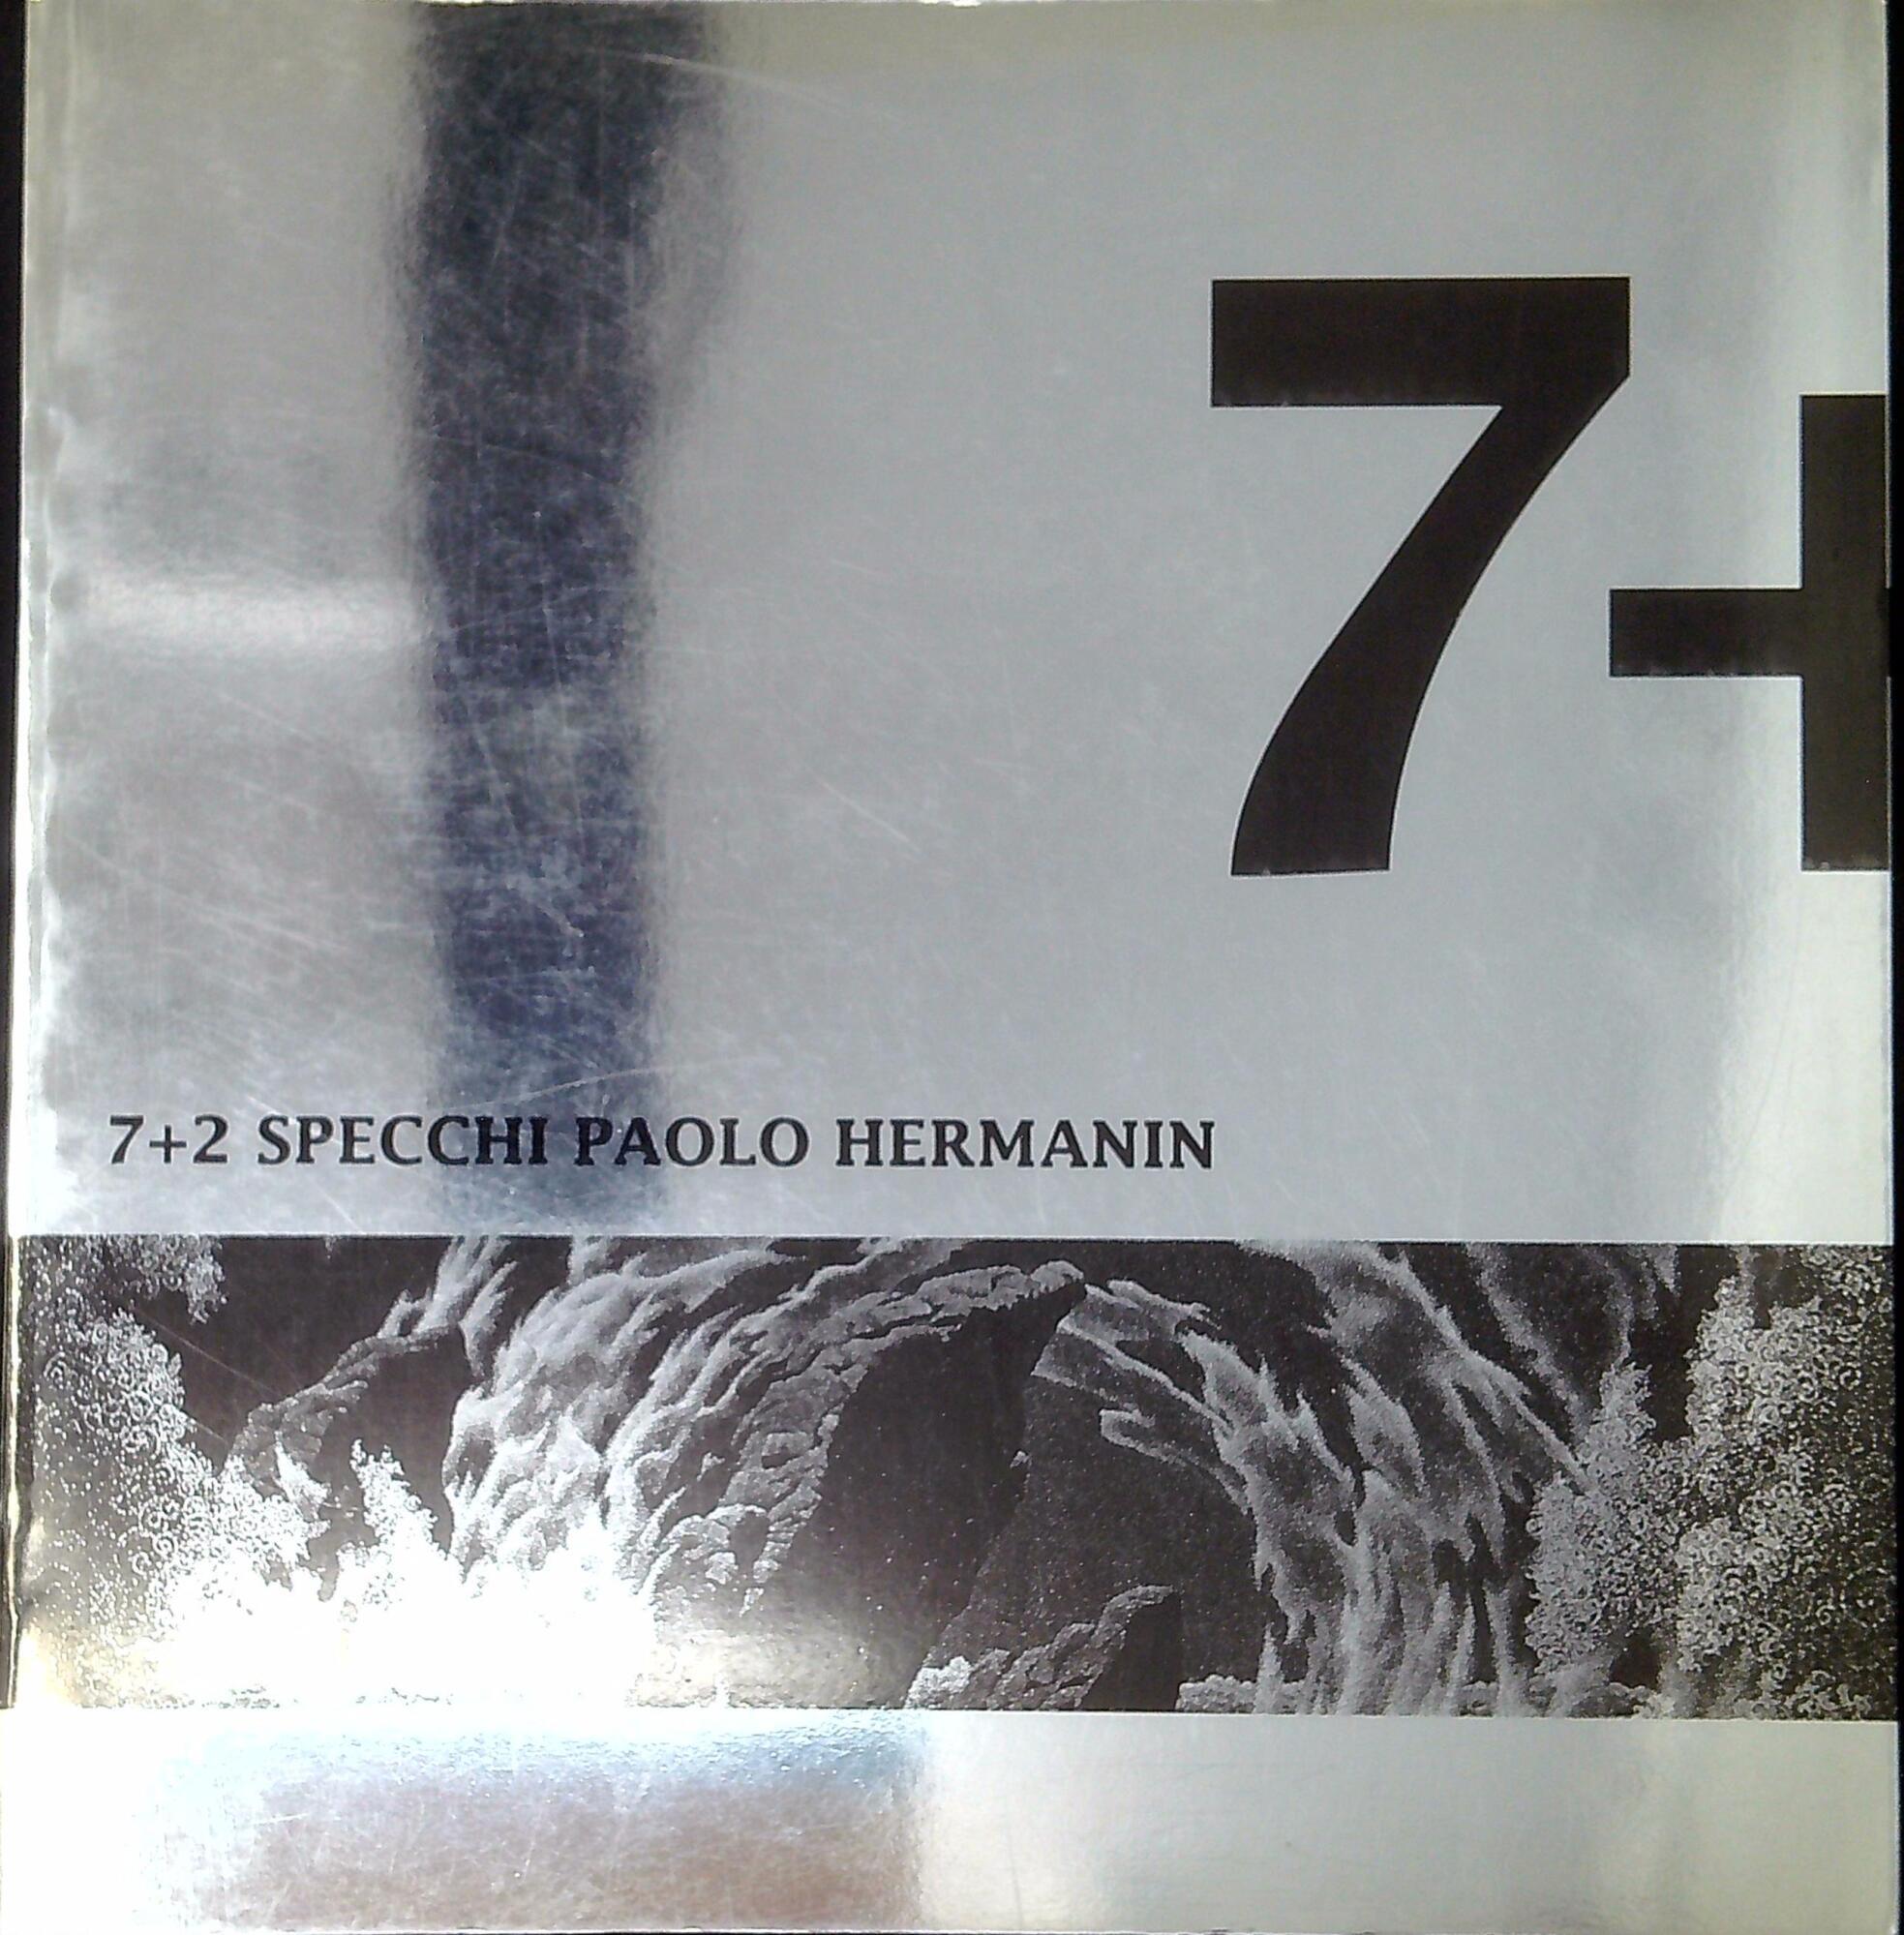 7+
7+2 SPECCHI PAOLO HERMANIN